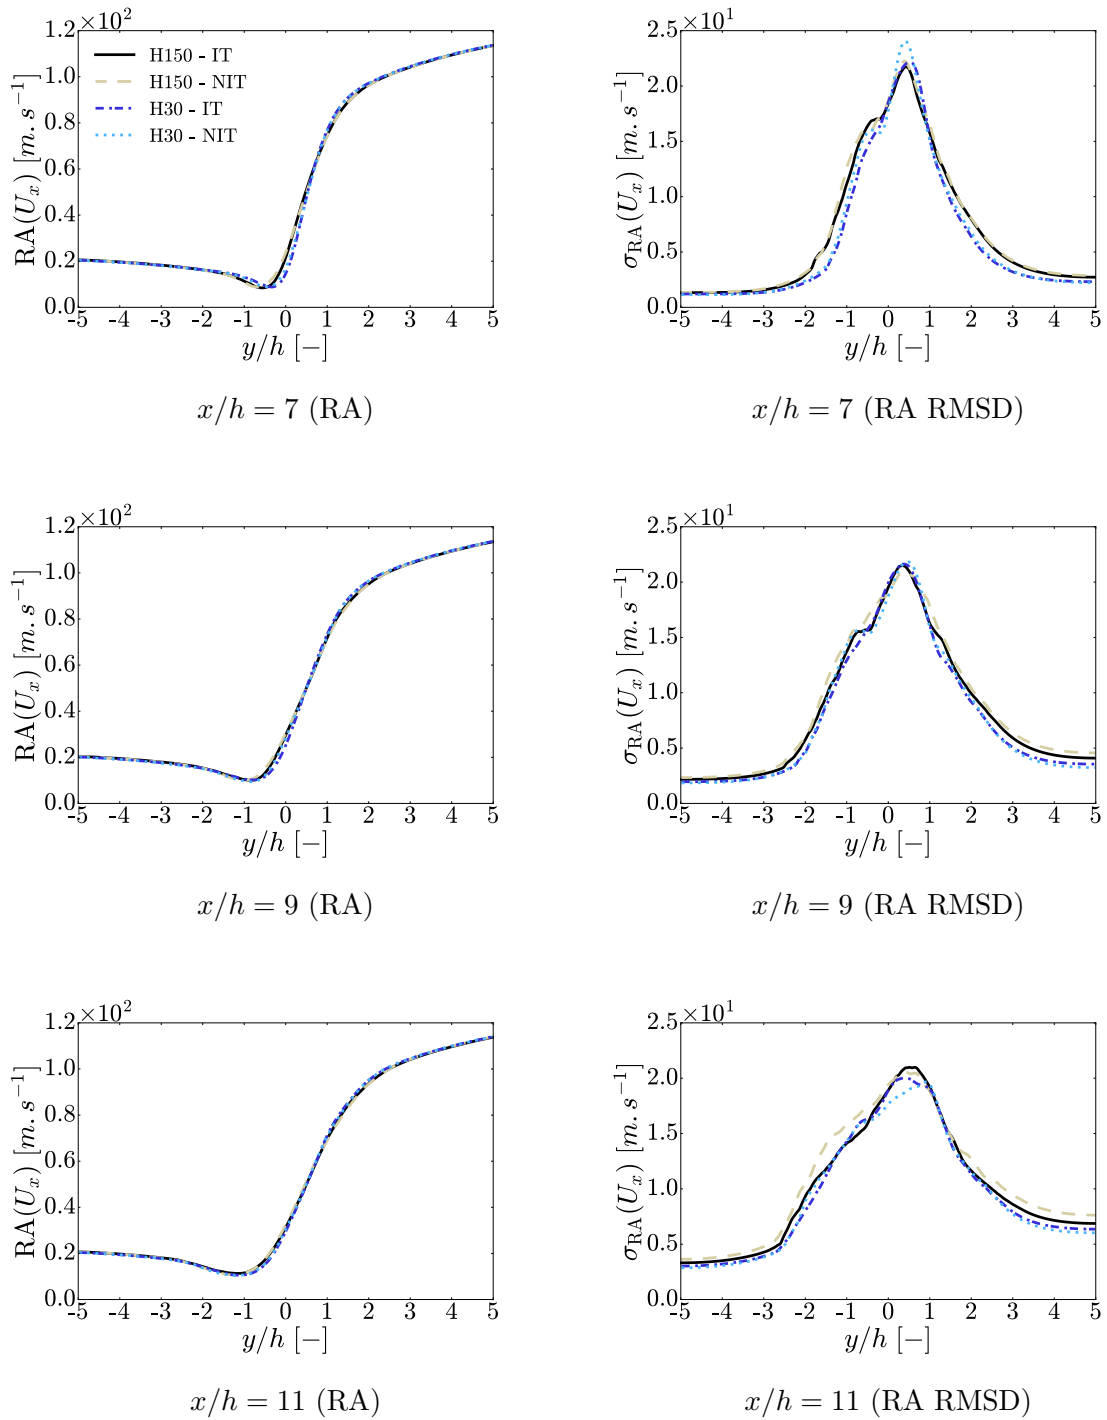 1.2 ×10²
1.0
0.8
0.6
0.4
0.2
0.0
RA(Uₓ) [m.s⁻¹]
H150 - IT
H150 - NIT
H30 - IT
H30 - NIT
-5 -4 -3 -2 -1 0 1 2 3 4 5
y/h [−]
x/h = 7 (RA)
2.5 ×10¹
2.0
1.5
1.0
0.5
0.0
σRA(Uₓ) [m.s⁻¹]
-5 -4 -3 -2 -1 0 1 2 3 4 5
y/h [−]
x/h = 7 (RA RMSD)
1.2 ×10²
1.0
0.8
0.6
0.4
0.2
0.0
RA(Uₓ) [m.s⁻¹]
-5 -4 -3 -2 -1 0 1 2 3 4 5
y/h [−]
x/h = 9 (RA)
2.5 ×10¹
2.0
1.5
1.0
0.5
0.0
σRA(Uₓ) [m.s⁻¹]
-5 -4 -3 -2 -1 0 1 2 3 4 5
y/h [−]
x/h = 9 (RA RMSD)
1.2 ×10²
1.0
0.8
0.6
0.4
0.2
0.0
RA(Uₓ) [m.s⁻¹]
-5 -4 -3 -2 -1 0 1 2 3 4 5
y/h [−]
x/h = 11 (RA)
2.5 ×10¹
2.0
1.5
1.0
0.5
0.0
σRA(Uₓ) [m.s⁻¹]
-5 -4 -3 -2 -1 0 1 2 3 4 5
y/h [−]
x/h = 11 (RA RMSD)